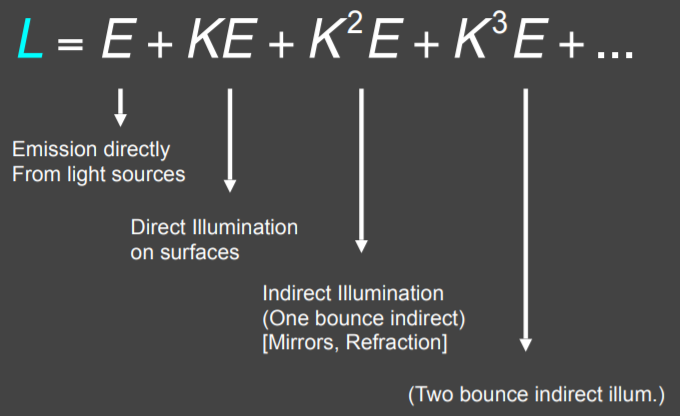 L = E + KE + K²E + K³E + ...
Emission directly
From light sources
Direct Illumination
on surfaces
Indirect Illumination
(One bounce indirect)
[Mirrors, Refraction]
(Two bounce indirect illum.)